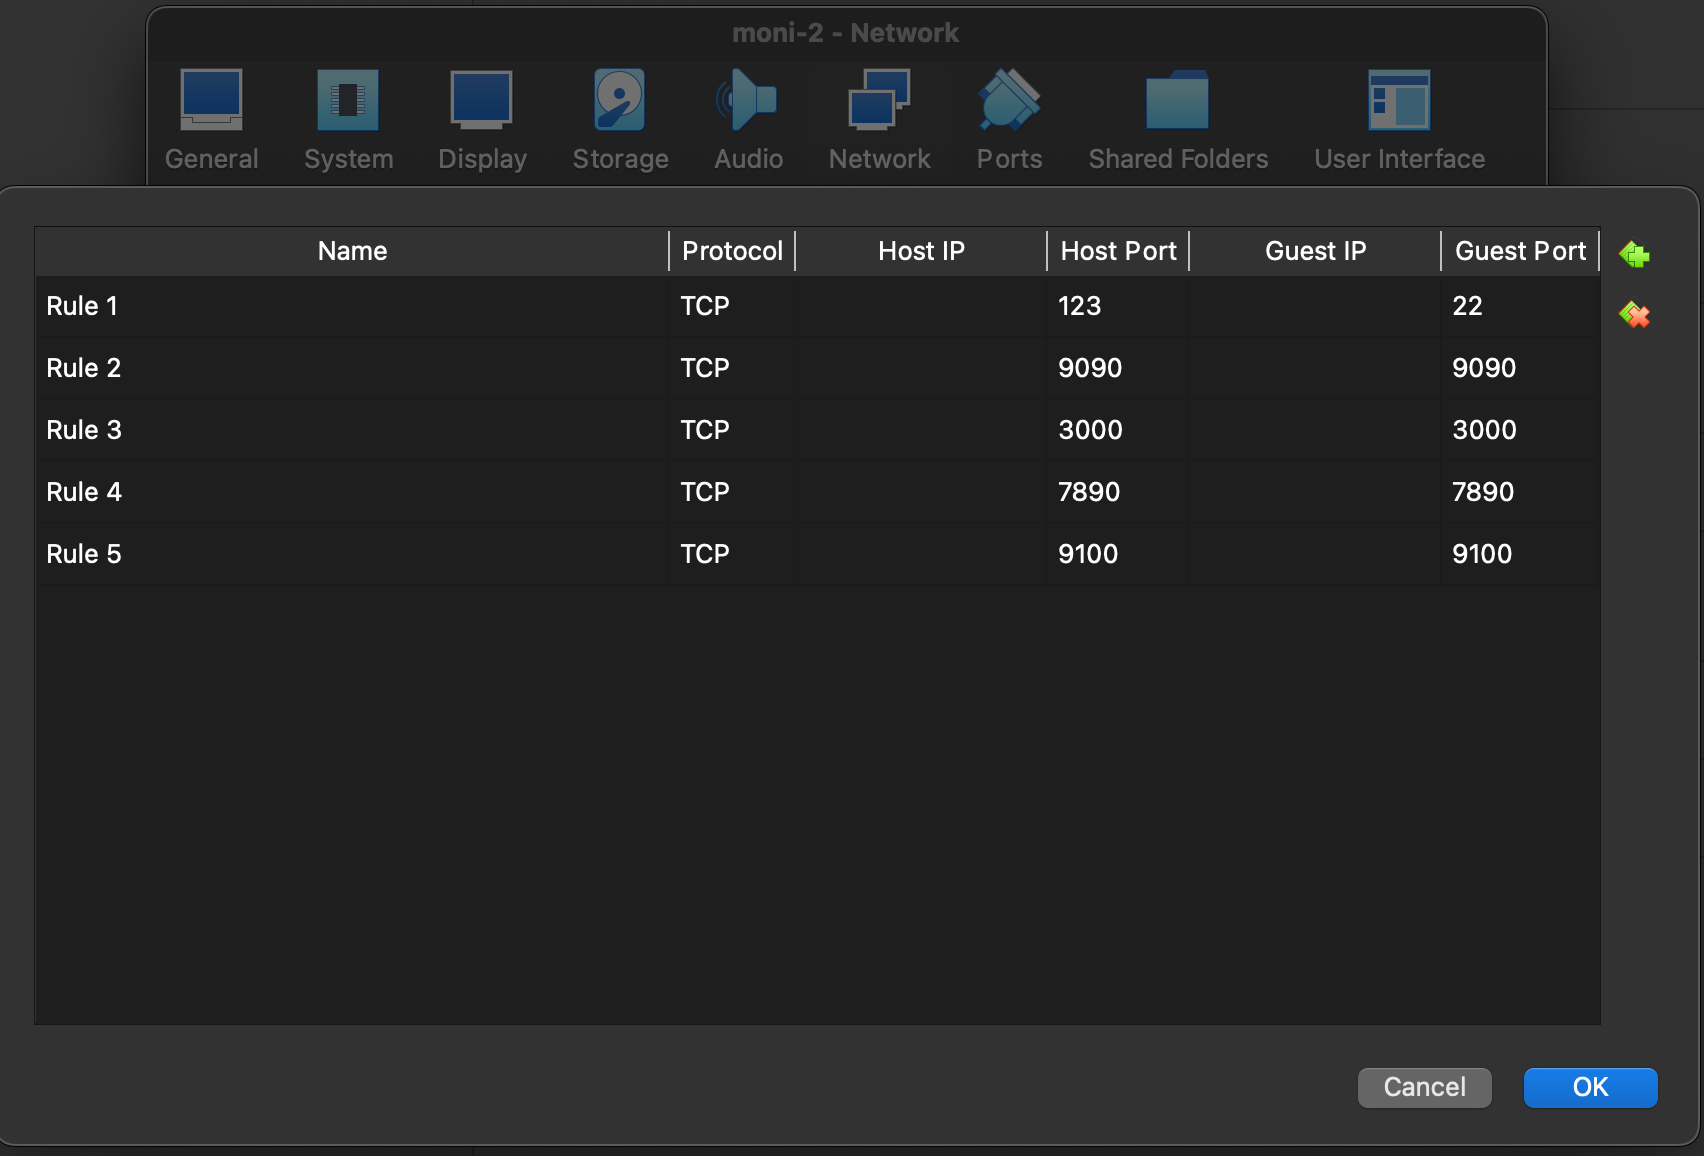 moni-2 - Network
General System Display Storage Audio Network Ports Shared Folders User Interface
Name Protocol Host IP Host Port Guest IP Guest Port
Rule 1 TCP 123 22
Rule 2 TCP 9090 9090
Rule 3 TCP 3000 3000
Rule 4 TCP 7890 7890
Rule 5 TCP 9100 9100
Cancel OK